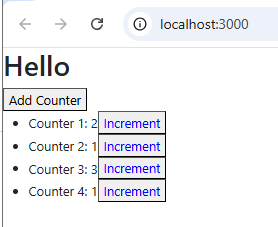 localhost:3000
Hello
Add Counter
Counter 1: 2 Increment
Counter 2: 1 Increment
Counter 3: 3 Increment
Counter 4: 1 Increment